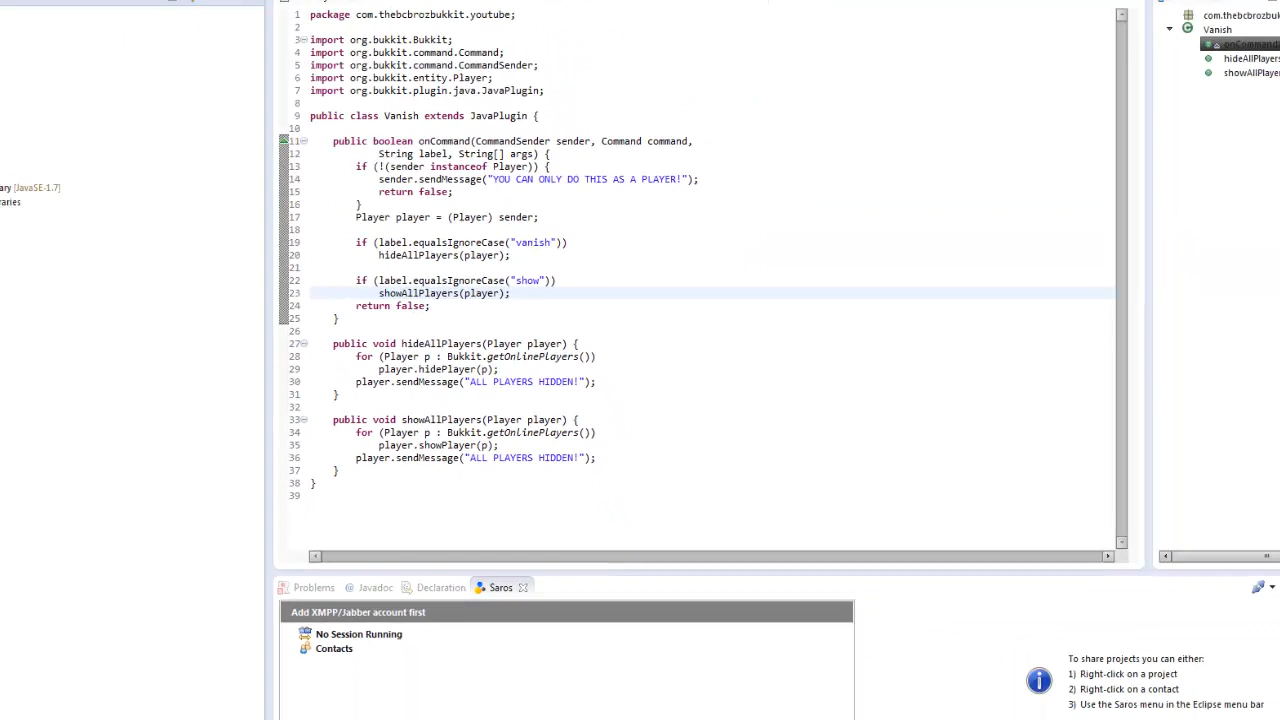 1 package com.thebcbrozbukkit.youtube;
2
3 import org.bukkit.Bukkit;
4 import org.bukkit.command.Command;
5 import org.bukkit.command.CommandSender;
6 import org.bukkit.entity.Player;
7 import org.bukkit.plugin.java.JavaPlugin;
8
9 public class Vanish extends JavaPlugin {
10
11 public boolean onCommand(CommandSender sender, Command command,
12 String label, String[] args) {
13 if (!(sender instanceof Player)) {
14 sender.sendMessage("YOU CAN ONLY DO THIS AS A PLAYER!");
15 return false;
16 }
17 Player player = (Player) sender;
18
19 if (label.equalsIgnoreCase("vanish"))
20 hideAllPlayers(player);
21
22 if (label.equalsIgnoreCase("show"))
23 showAllPlayers(player);
24 return false;
25 }
26
27 public void hideAllPlayers(Player player) {
28 for (Player p : Bukkit.getOnlinePlayers())
29 player.hidePlayer(p);
30 player.sendMessage("ALL PLAYERS HIDDEN!");
31 }
32
33 public void showAllPlayers(Player player) {
34 for (Player p : Bukkit.getOnlinePlayers())
35 player.showPlayer(p);
36 player.sendMessage("ALL PLAYERS HIDDEN!");
37 }
38 }
39
ary [JavaSE-1.7]
raries
com.thebcbrozbuk
Vanish
onCommand
hideAllPlayers
showAllPlayer
Problems Javadoc Declaration Saros
Add XMPP/Jabber account first
No Session Running
Contacts
To share projects you can either:
1) Right-click on a project
2) Right-click on a contact
3) Use the Saros menu in the Eclipse menu bar